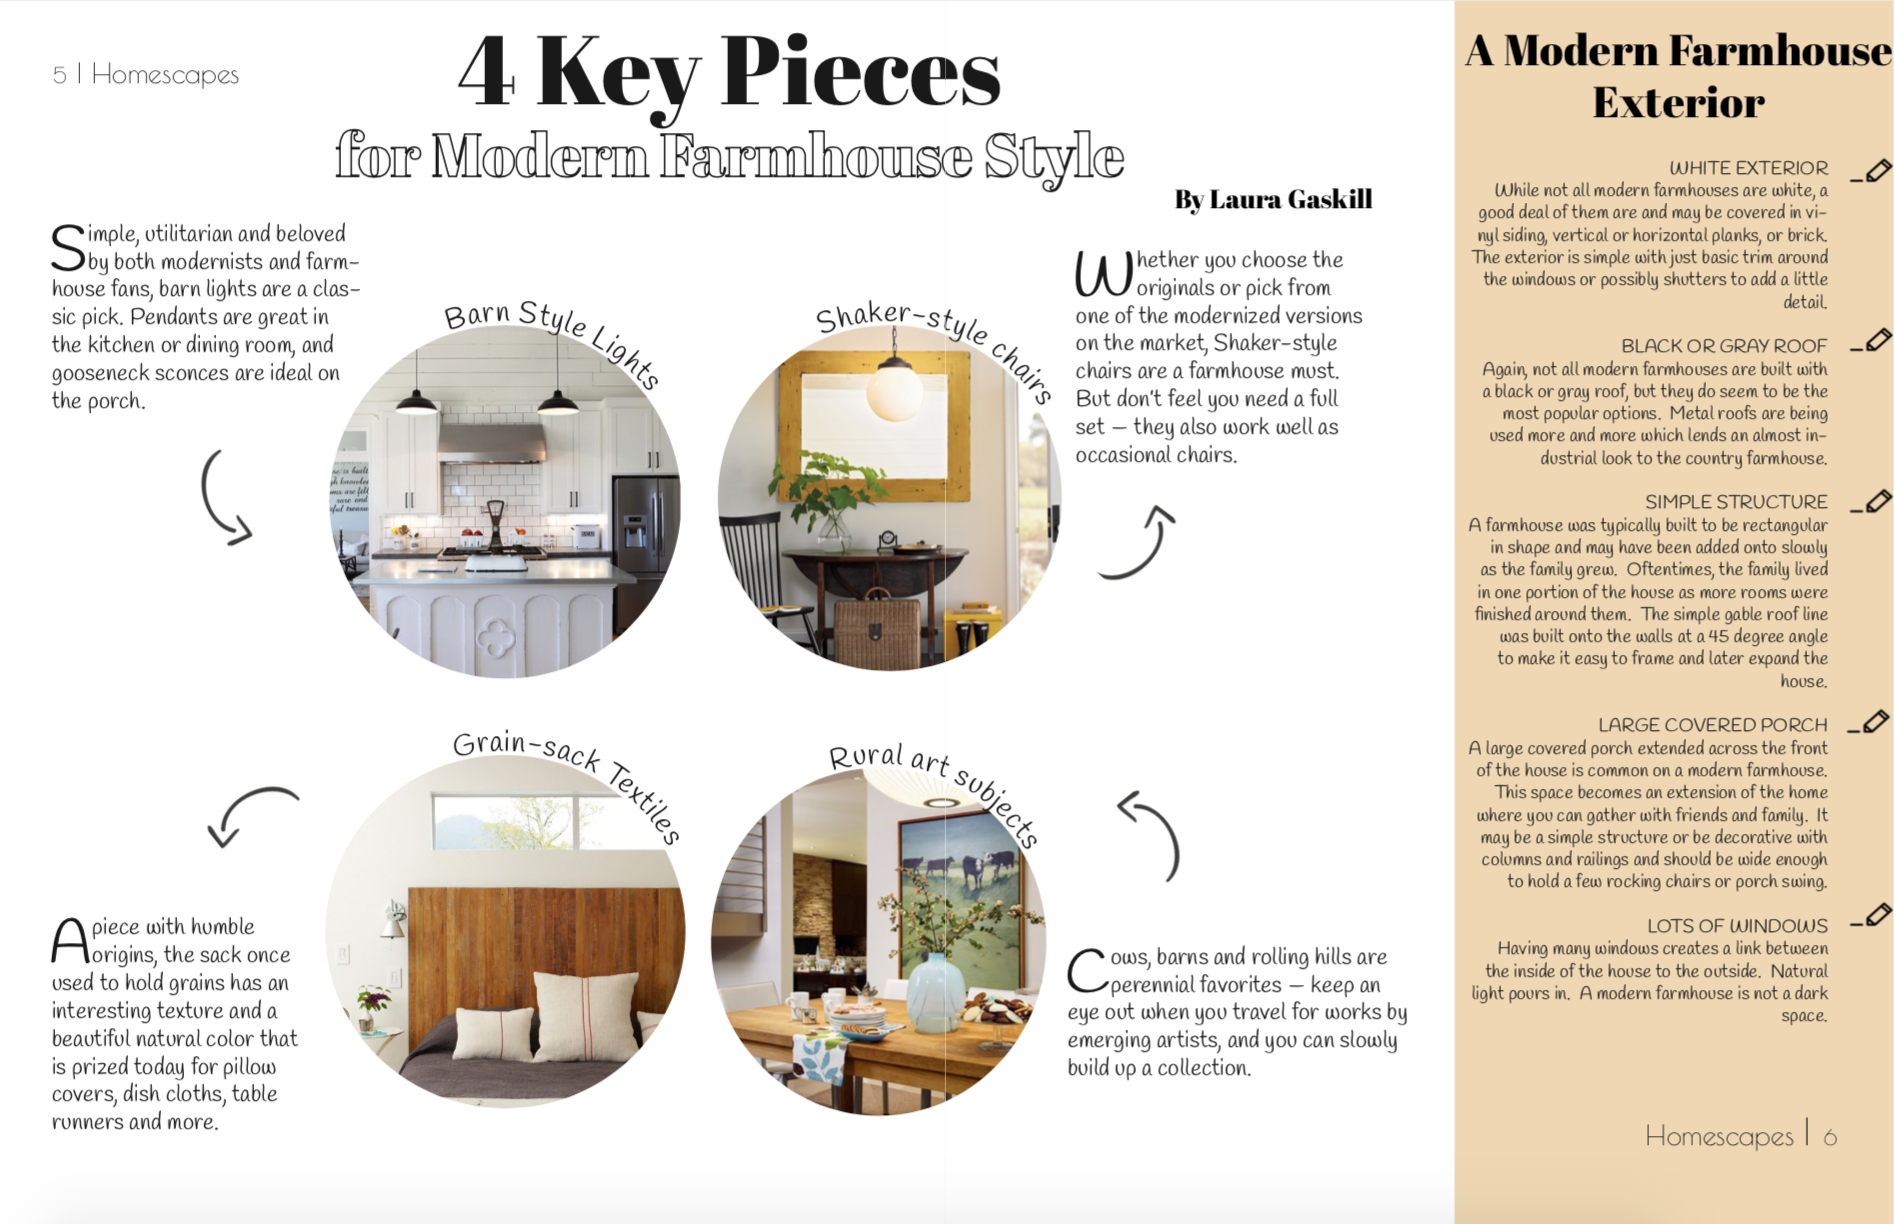 5 | Homescapes
4 Key Pieces
for Modern Farmhouse Style
By Laura Gaskill
Simple, utilitarian and beloved
by both modernists and farm-
house fans, barn lights are a clas-
sic pick. Pendants are great in
the kitchen or dining room, and
gooseneck sconces are ideal on
the porch.
Barn Style Lights
Shaker-style chairs
Whether you choose the
originals or pick from
one of the modernized versions
on the market, Shaker-style
chairs are a farmhouse must.
But don't feel you need a full
set – they also work well as
occasional chairs.
Grain-sack Textiles
Rural art subjects
A piece with humble
origins, the sack once
used to hold grains has an
interesting texture and a
beautiful natural color that
is prized today for pillow
covers, dish cloths, table
runners and more.
Cows, barns and rolling hills are
perennial favorites – keep an
eye out when you travel for works by
emerging artists, and you can slowly
build up a collection.
A Modern Farmhouse
Exterior
WHITE EXTERIOR
While not all modern farmhouses are white, a
good deal of them are and may be covered in vi-
nyl siding, vertical or horizontal planks, or brick.
The exterior is simple with just basic trim around
the windows or possibly shutters to add a little
detail.
BLACK OR GRAY ROOF
Again, not all modern farmhouses are built with
a black or gray roof, but they do seem to be the
most popular options. Metal roofs are being
used more and more which lends an almost in-
dustrial look to the country farmhouse.
SIMPLE STRUCTURE
A farmhouse was typically built to be rectangular
in shape and may have been added onto slowly
as the family grew. Oftentimes, the family lived
in one portion of the house as more rooms were
finished around them. The simple gable roof line
was built onto the walls at a 45 degree angle
to make it easy to frame and later expand the
house.
LARGE COVERED PORCH
A large covered porch extended across the front
of the house is common on a modern farmhouse.
This space becomes an extension of the home
where you can gather with friends and family. It
may be a simple structure or be decorative with
columns and railings and should be wide enough
to hold a few rocking chairs or porch swing.
LOTS OF WINDOWS
Having many windows creates a link between
the inside of the house to the outside. Natural
light pours in. A modern farmhouse is not a dark
space.
Homescapes | 6